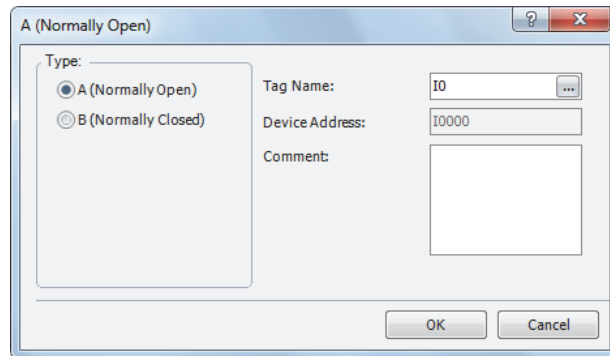 A (Normally Open)
Type:
A (Normally Open)
B (Normally Closed)
Tag Name:
I0
...
Device Address:
I0000
Comment:
OK
Cancel